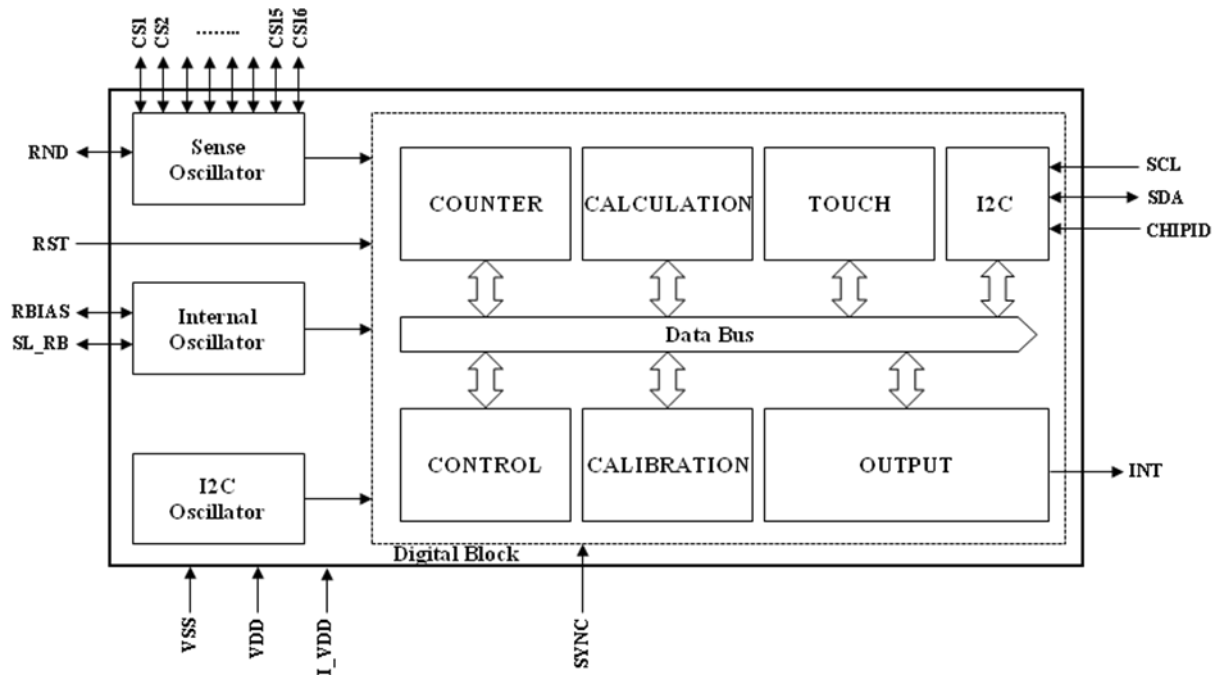 CS1
CS2
........
CS15
CS16
RND
Sense
Oscillator
RST
RBIAS
SL_RB
Internal
Oscillator
I2C
Oscillator
COUNTER
CALCULATION
TOUCH
I2C
SCL
SDA
CHIPID
Data Bus
CONTROL
CALIBRATION
OUTPUT
INT
Digital Block
VSS
VDD
I_VDD
SYNC